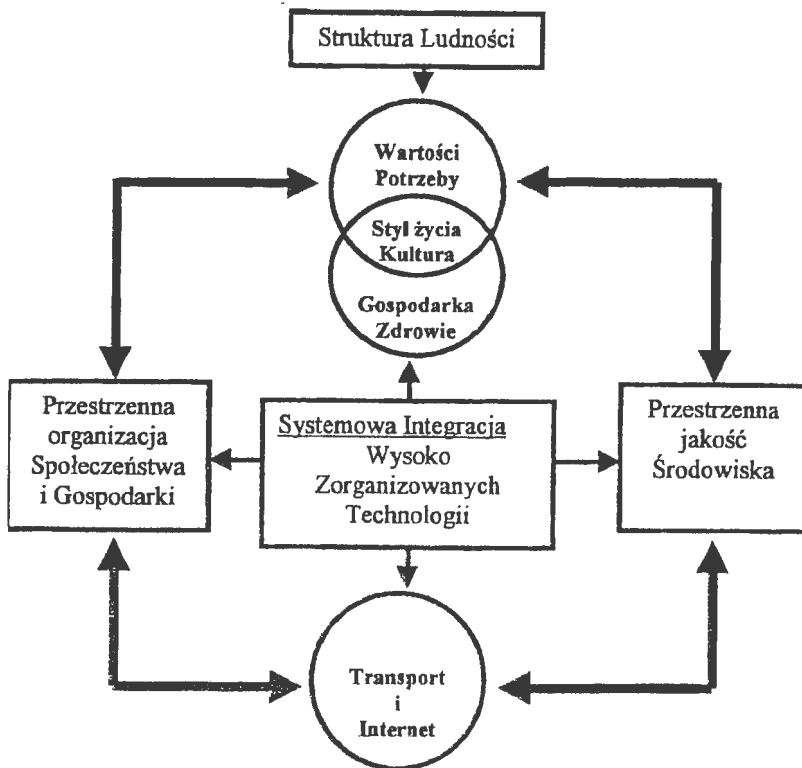 Struktura Ludności
Wartości
Potrzeby
Styl życia
Kultura
Gospodarka
Zdrowie
Przestrzenna
organizacja
Społeczeństwa
i Gospodarki
Systemowa Integracja
Wysoko
Zorganizowanych
Technologii
Przestrzenna
jakość
Środowiska
Transport
i
Internet